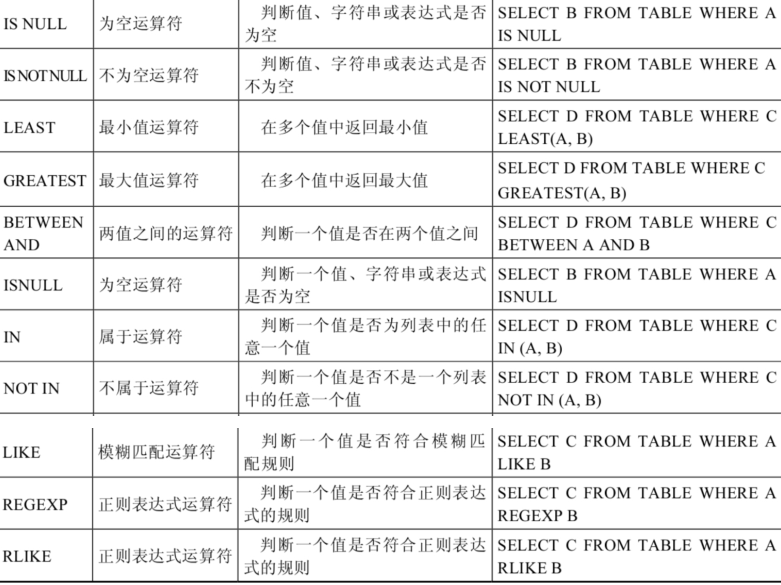 IS NULL 为空运算符 判断值、字符串或表达式是否为空 SELECT B FROM TABLE WHERE A IS NULL
IS NOT NULL 不为空运算符 判断值、字符串或表达式是否不为空 SELECT B FROM TABLE WHERE A IS NOT NULL
LEAST 最小值运算符 在多个值中返回最小值 SELECT D FROM TABLE WHERE C LEAST(A, B)
GREATEST 最大值运算符 在多个值中返回最大值 SELECT D FROM TABLE WHERE C GREATEST(A, B)
BETWEEN AND 两值之间的运算符 判断一个值是否在两个值之间 SELECT D FROM TABLE WHERE C BETWEEN A AND B
ISNULL 为空运算符 判断一个值、字符串或表达式是否为空 SELECT B FROM TABLE WHERE A ISNULL
IN 属于运算符 判断一个值是否为列表中的任意一个值 SELECT D FROM TABLE WHERE C IN (A, B)
NOT IN 不属于运算符 判断一个值是否不是一个列表中的任意一个值 SELECT D FROM TABLE WHERE C NOT IN (A, B)
LIKE 模糊匹配运算符 判断一个值是否符合模糊匹配规则 SELECT C FROM TABLE WHERE A LIKE B
REGEXP 正则表达式运算符 判断一个值是否符合正则表达式的规则 SELECT C FROM TABLE WHERE A REGEXP B
RLIKE 正则表达式运算符 判断一个值是否符合正则表达式的规则 SELECT C FROM TABLE WHERE A RLIKE B